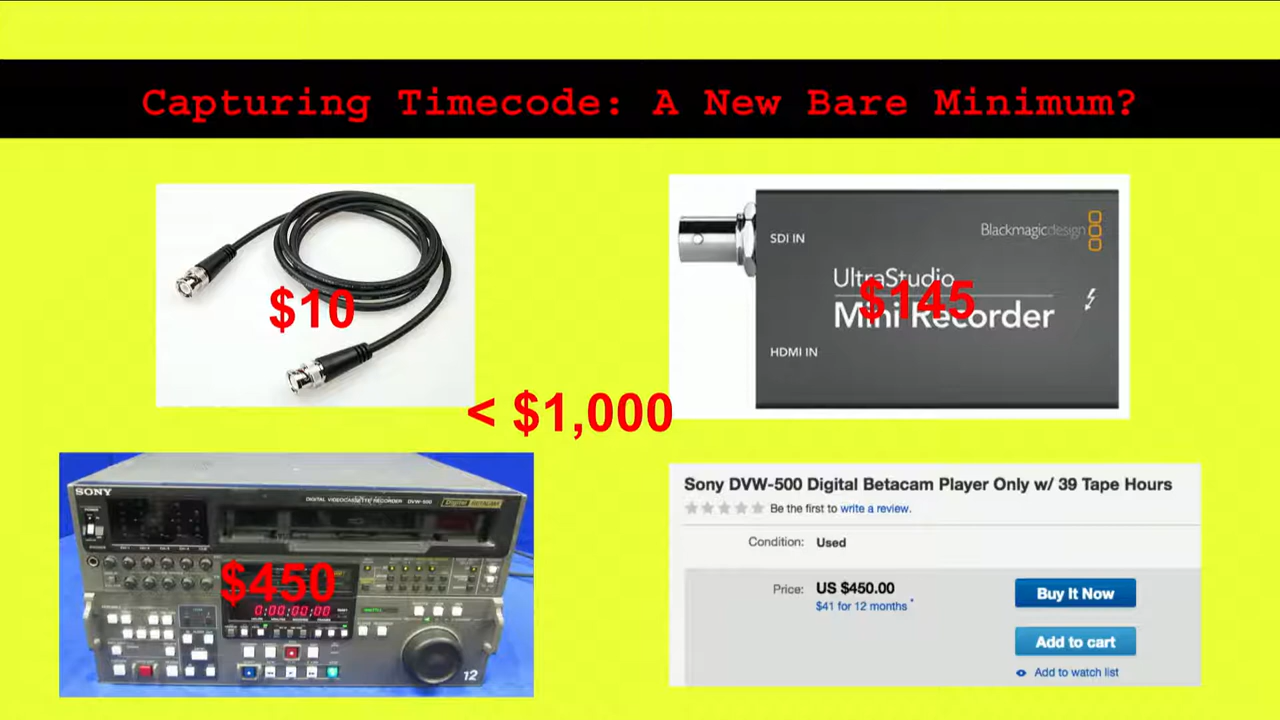 Capturing Timecode: A New Bare Minimum?
$10
SDI IN
Blackmagicdesign
UltraStudio
$145
Mini Recorder
HDMI IN
< $1,000
SONY
DIGITAL VIDEOCASSETTE RECORDER DVW-500
$450
0:00:00:00
12
Sony DVW-500 Digital Betacam Player Only w/ 39 Tape Hours
Be the first to write a review.
Condition: Used
Price: US $450.00
Buy It Now
$41 for 12 months
Add to cart
Add to watch list